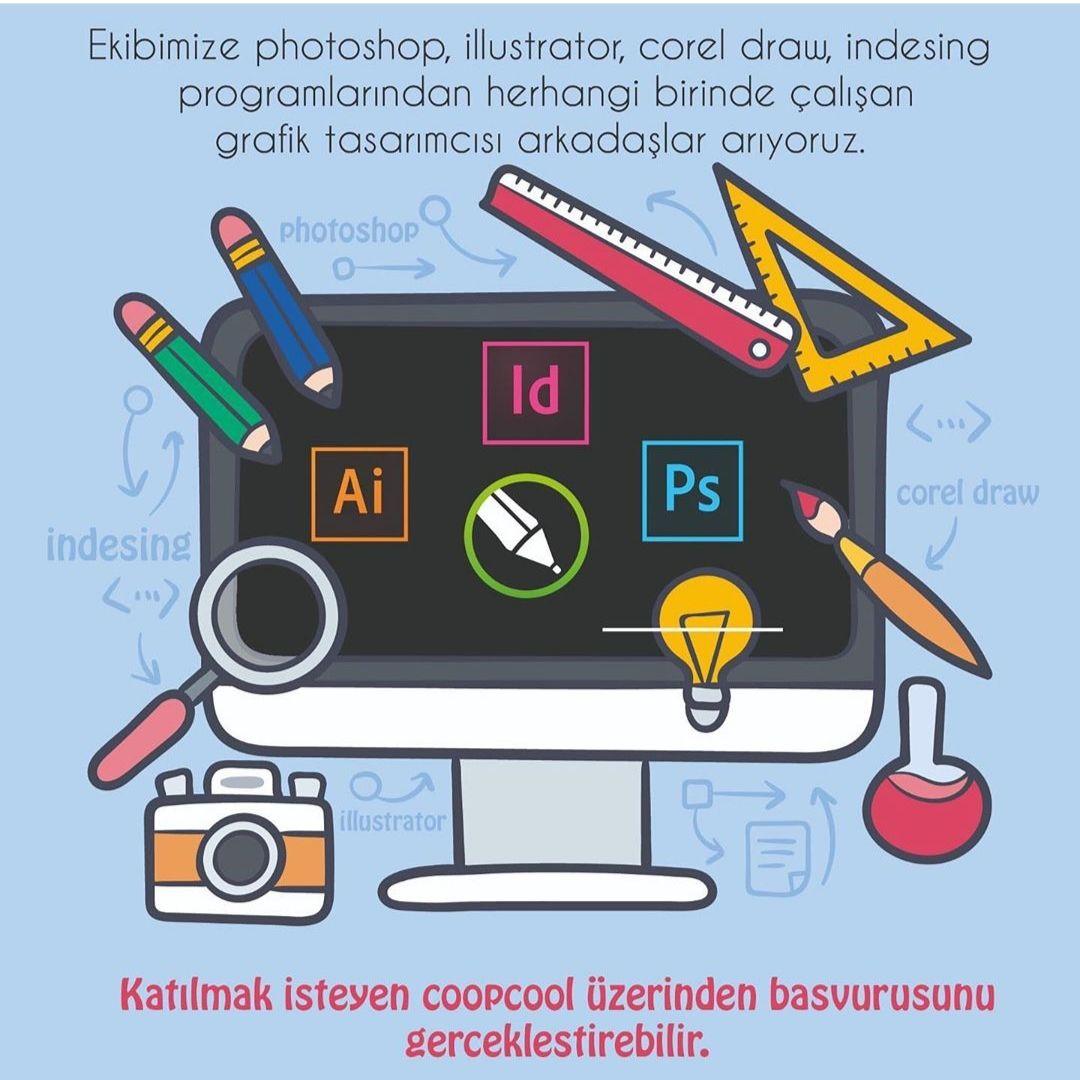 Ekibimize photoshop, illustrator, corel draw, indesing
programlarından herhangi birinde çalışan
grafik tasarımcısı arkadaşlar arıyoruz.
photoshop
Id
Ai
Ps
corel draw
indesing
illustrator
Katılmak isteyen coopcool üzerinden basvurusunu
gerceklestirebilir.